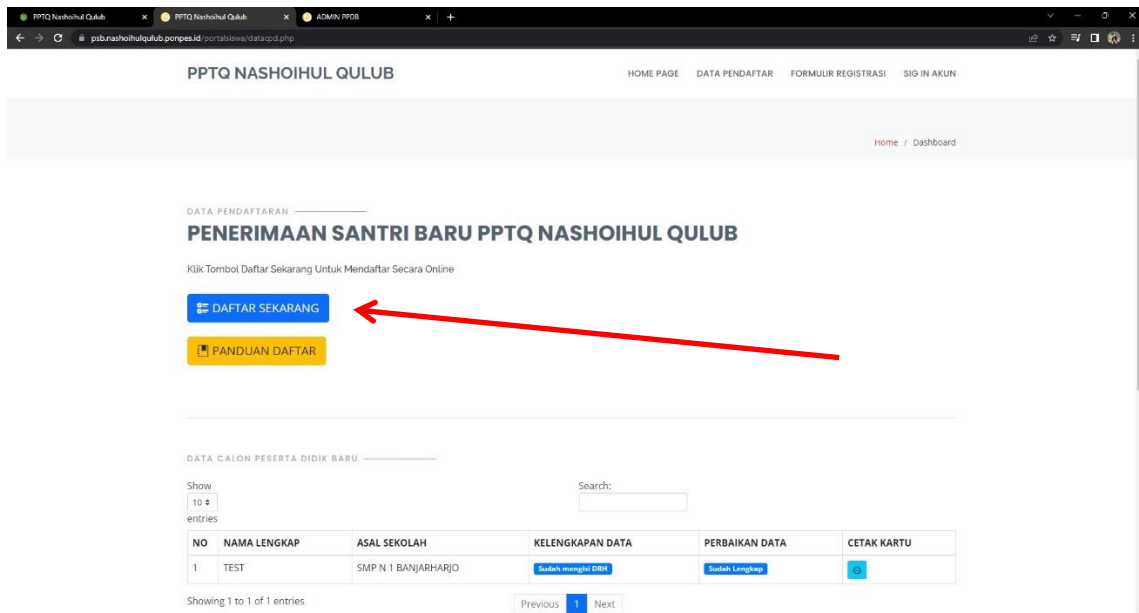 PPTQ Nashoihul Qulub
PPTQ Nashoihul Qulub
ADMIN PPDB
psb.nashoihulqulub.ponpes.id/portalsiswa/datacpd.php
PPTQ NASHOIHUL QULUB
HOME PAGE DATA PENDAFTAR FORMULIR REGISTRASI SIG IN AKUN
Home / Dashboard
DATA PENDAFTARAN
PENERIMAAN SANTRI BARU PPTQ NASHOIHUL QULUB
Klik Tombol Daftar Sekarang Untuk Mendaftar Secara Online
DAFTAR SEKARANG
PANDUAN DAFTAR
DATA CALON PESERTA DIDIK BARU
Show
10
entries
Search:
NO NAMA LENGKAP ASAL SEKOLAH KELENGKAPAN DATA PERBAIKAN DATA CETAK KARTU
1 TEST SMP N 1 BANJARHARJO Sudah mengisi DRH Sudah Lengkap
Showing 1 to 1 of 1 entries
Previous 1 Next